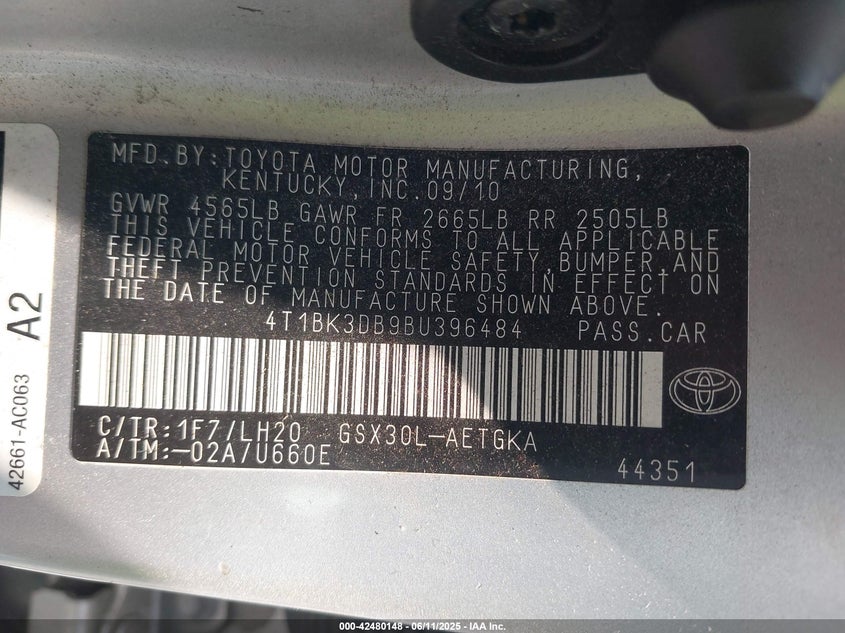 MFD.BY:TOYOTA MOTOR MANUFACTURING,
KENTUCKY,INC.09/10
GVWR 4565LB GAWR FR 2665LB RR 2505LB
THIS VEHICLE CONFORMS TO ALL APPLICABLE
FEDERAL MOTOR VEHICLE SAFETY,BUMPER,AND
THEFT PREVENTION STANDARDS IN EFFECT ON
THE DATE OF MANUFACTURE SHOWN ABOVE.
4T1BK3DB9BU396484 PASS.CAR
C/TR:1F7/LH20 GSX30L-AETGKA
A/TM:-02A/U660E
44351
42661-AC063 A2
000-42480148 - 06/11/2025 - IAA Inc.